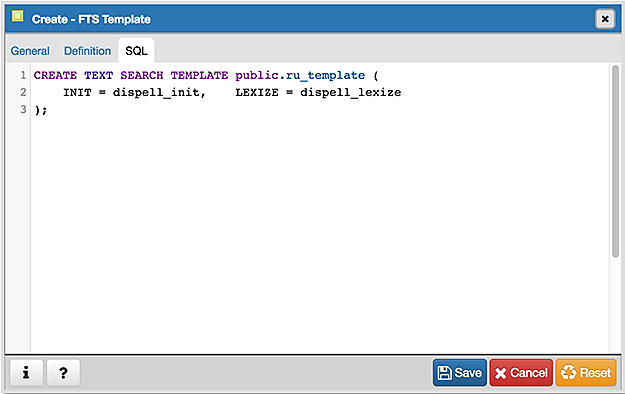 Create - FTS Template
General Definition SQL
1 CREATE TEXT SEARCH TEMPLATE public.ru_template (
2     INIT = dispell_init,    LEXIZE = dispell_lexize
3 );
i ? Save Cancel Reset